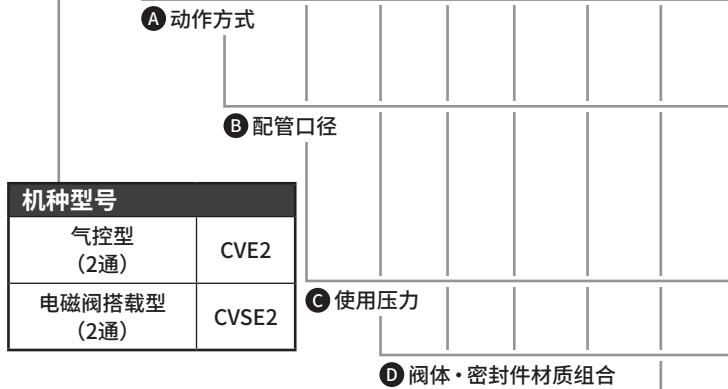 A 动作方式
B 配管口径
机种型号
气控型
（2通）
CVE2
电磁阀搭载型
（2通）
CVSE2
C 使用压力
D 阀体・密封件材质组合